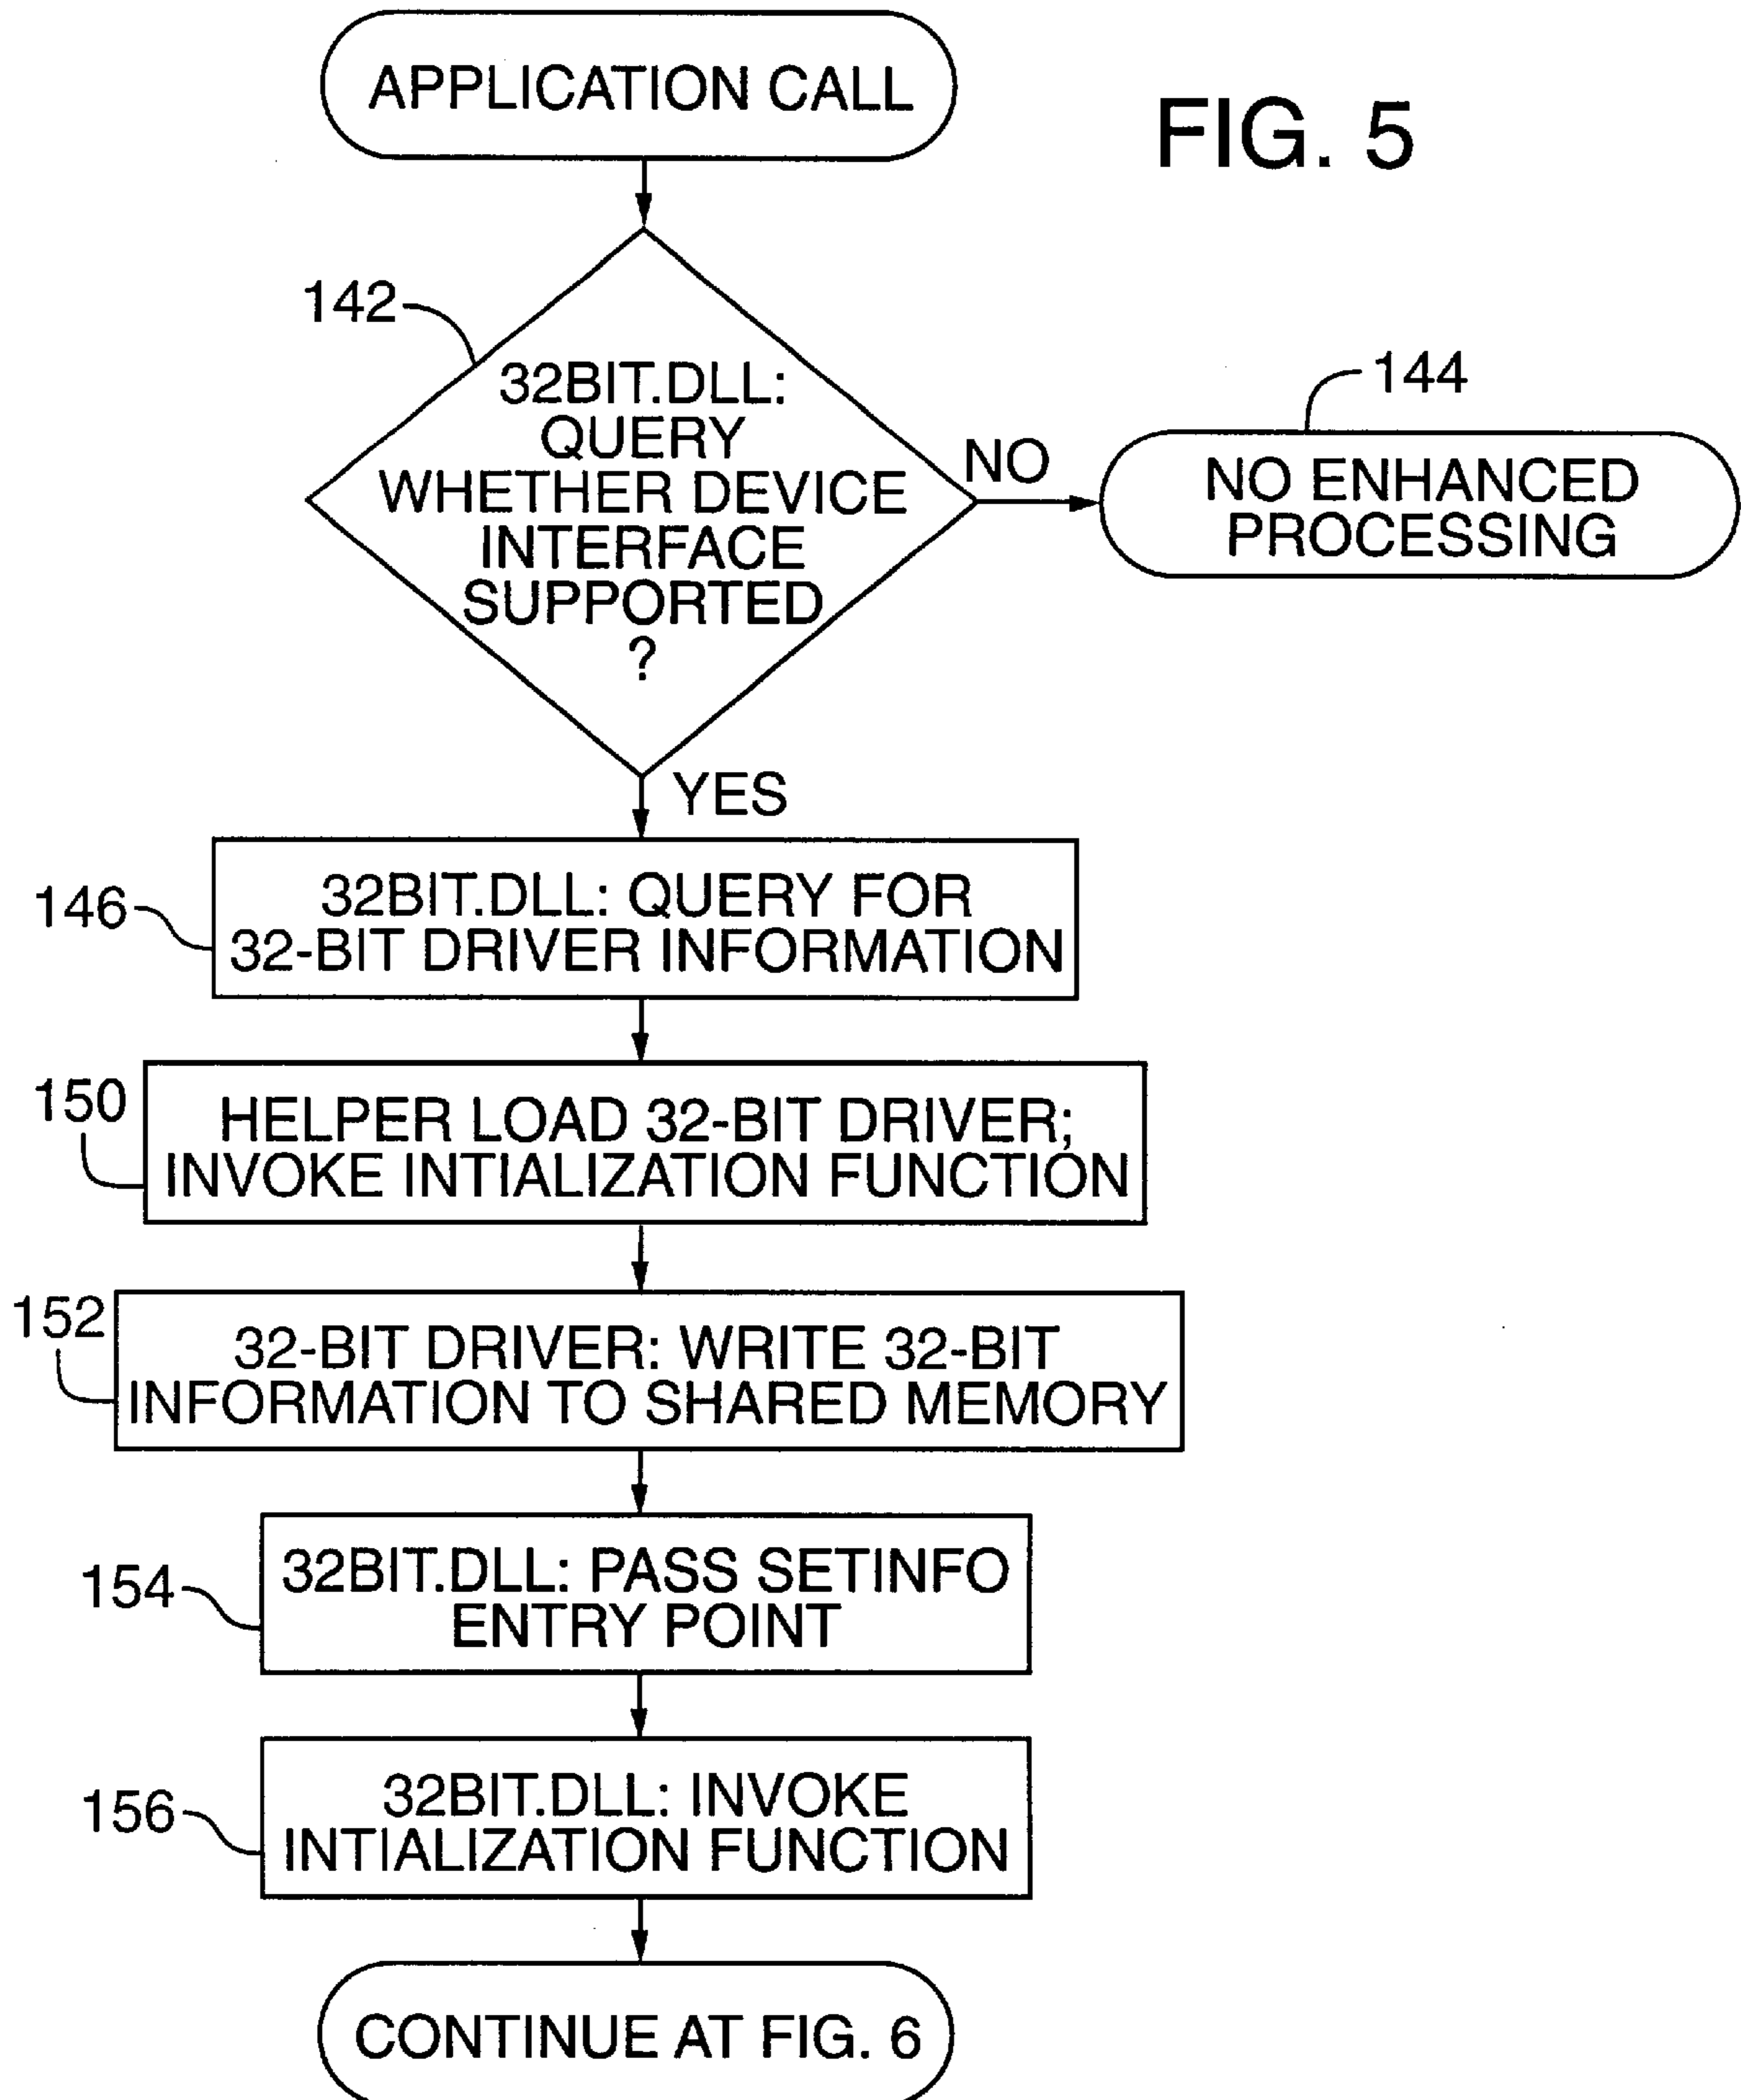 APPLICATION CALL
FIG. 5
142
32BIT.DLL:
QUERY
WHETHER DEVICE
INTERFACE
SUPPORTED
?
NO
144
NO ENHANCED
PROCESSING
YES
146
32BIT.DLL: QUERY FOR
32-BIT DRIVER INFORMATION
150
HELPER LOAD 32-BIT DRIVER;
INVOKE INTIALIZATION FUNCTION
152
32-BIT DRIVER: WRITE 32-BIT
INFORMATION TO SHARED MEMORY
154
32BIT.DLL: PASS SETINFO
ENTRY POINT
156
32BIT.DLL: INVOKE
INTIALIZATION FUNCTION
CONTINUE AT FIG. 6